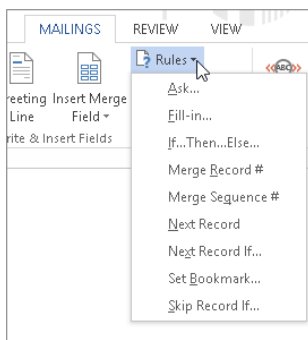 MAILINGS REVIEW VIEW
Rules
reeting Insert Merge
Line Field
rite & Insert Fields
«ABC»
Ask...
Fill-in...
If...Then...Else...
Merge Record #
Merge Sequence #
Next Record
Next Record If...
Set Bookmark...
Skip Record If...